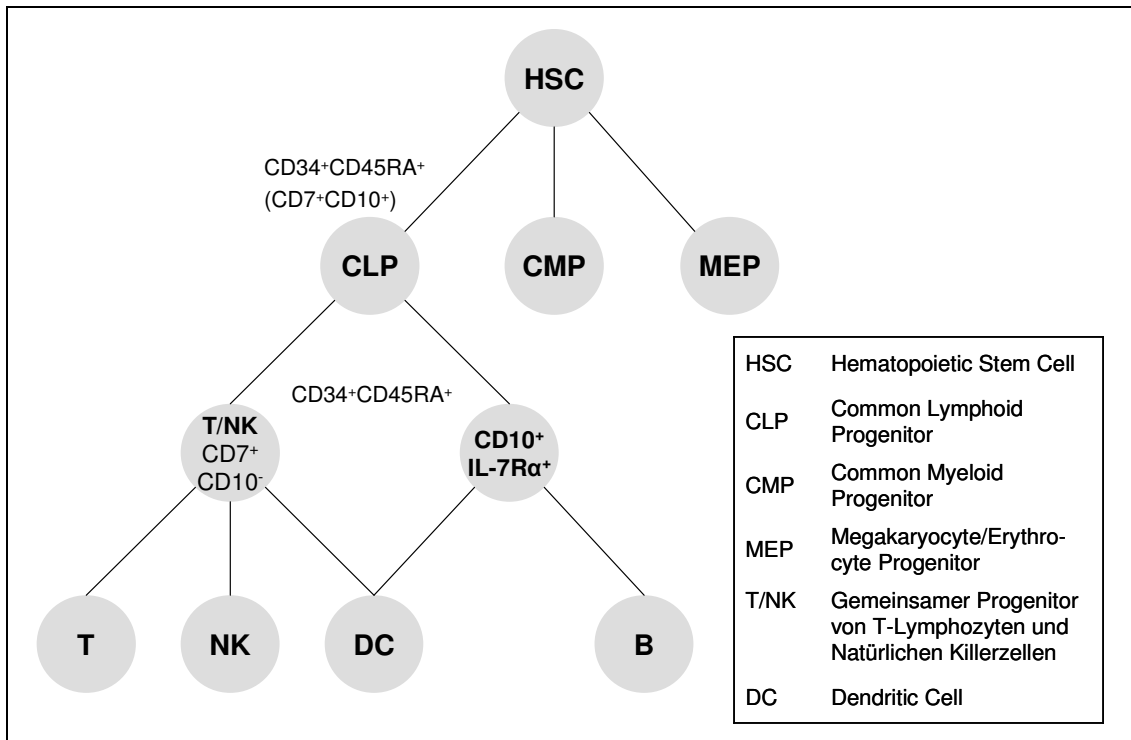 HSC
CD34⁺CD45RA⁺
(CD7⁺CD10⁺)
CLP
CMP
MEP
CD34⁺CD45RA⁺
T/NK
CD7⁺
CD10⁻
CD10⁺
IL-7Rα⁺
T
NK
DC
B
HSC Hematopoietic Stem Cell
CLP Common Lymphoid
Progenitor
CMP Common Myeloid
Progenitor
MEP Megakaryocyte/Erythro-
cyte Progenitor
T/NK Gemeinsamer Progenitor
von T-Lymphozyten und
Natürlichen Killerzellen
DC Dendritic Cell